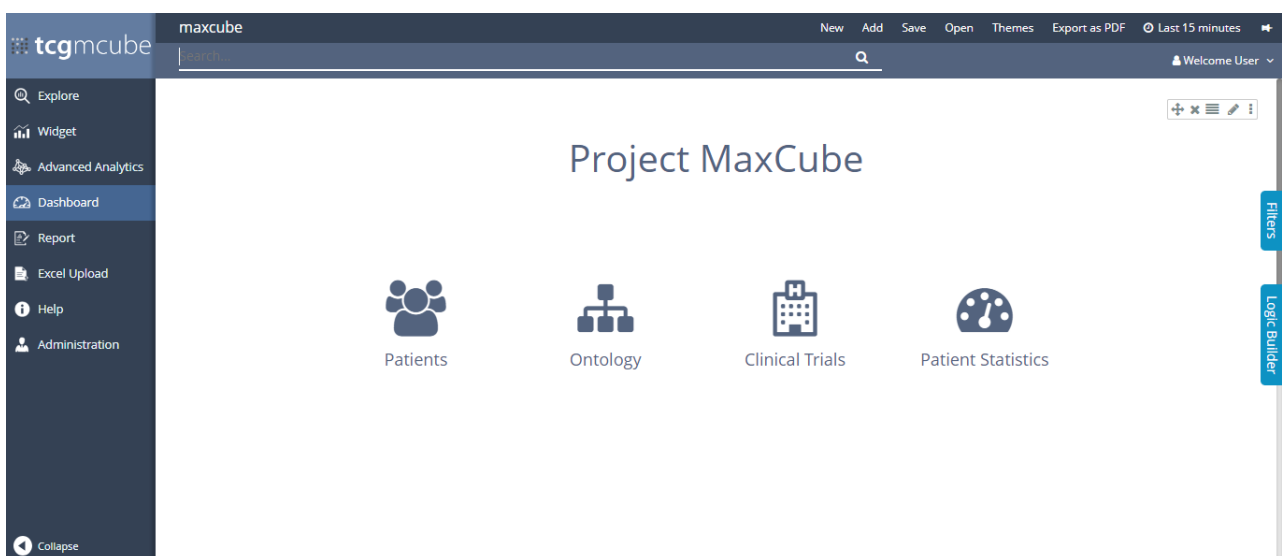 tcgmcube
maxcube
New Add Save Open Themes Export as PDF Last 15 minutes
Search...
Welcome User
Explore
Widget
Advanced Analytics
Dashboard
Report
Excel Upload
Help
Administration
Collapse
Project MaxCube
H
Patients Ontology Clinical Trials Patient Statistics
Filters
Logic Builder